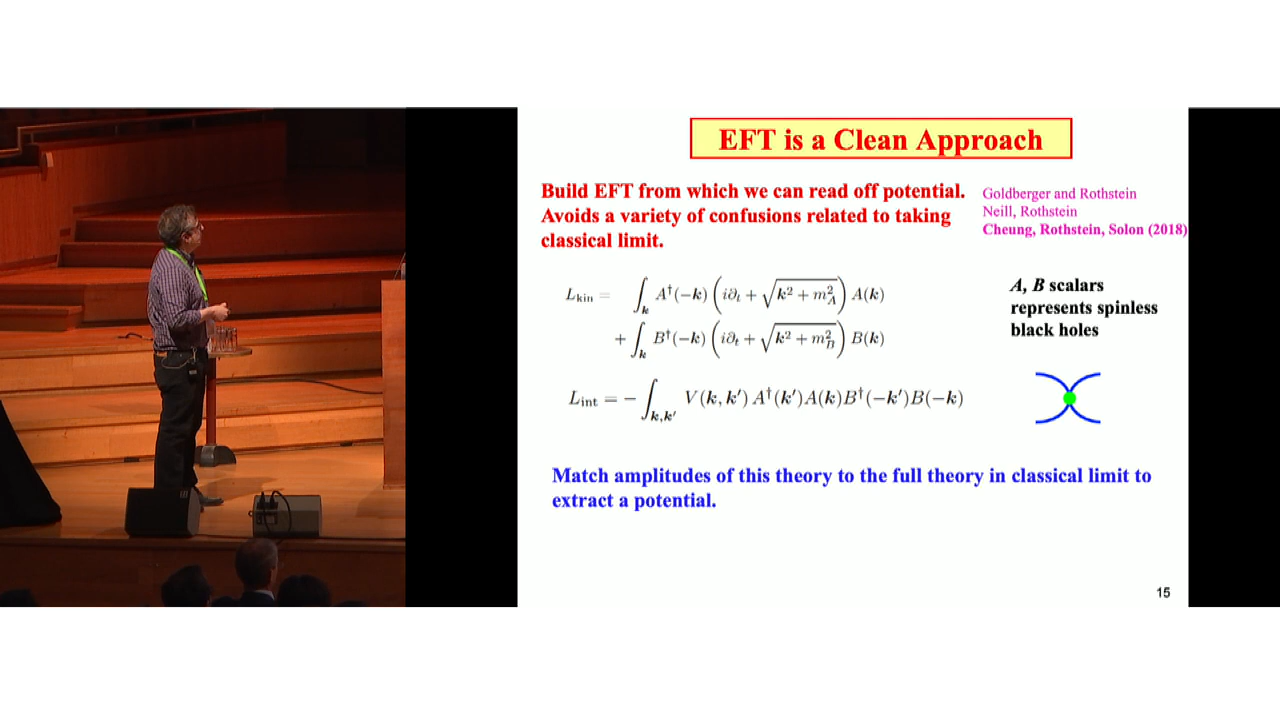 EFT is a Clean Approach
Build EFT from which we can read off potential.
Avoids a variety of confusions related to taking
classical limit.
Goldberger and Rothstein
Neill, Rothstein
Cheung, Rothstein, Solon (2018)
L_kin = ∫_k A†(−k) (i∂_t + √(k² + m_A²)) A(k)
+ ∫_k B†(−k) (i∂_t + √(k² + m_B²)) B(k)
A, B scalars
represents spinless
black holes
L_int = − ∫_{k,k′} V(k, k′) A†(k′)A(k)B†(−k′)B(−k)
Match amplitudes of this theory to the full theory in classical limit to
extract a potential.
15